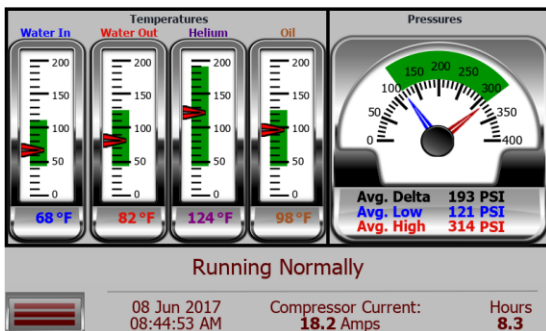 Temperatures
Water In
Water Out
Helium
Oil
200
150
100
50
0
68 °F
200
150
100
50
0
82 °F
200
150
100
50
0
124 °F
200
150
100
50
0
98 °F
Pressures
0
50
100
150
200
250
300
350
400
Avg. Delta 193 PSI
Avg. Low 121 PSI
Avg. High 314 PSI
Running Normally
08 Jun 2017
08:44:53 AM
Compressor Current:
18.2 Amps
Hours
8.3